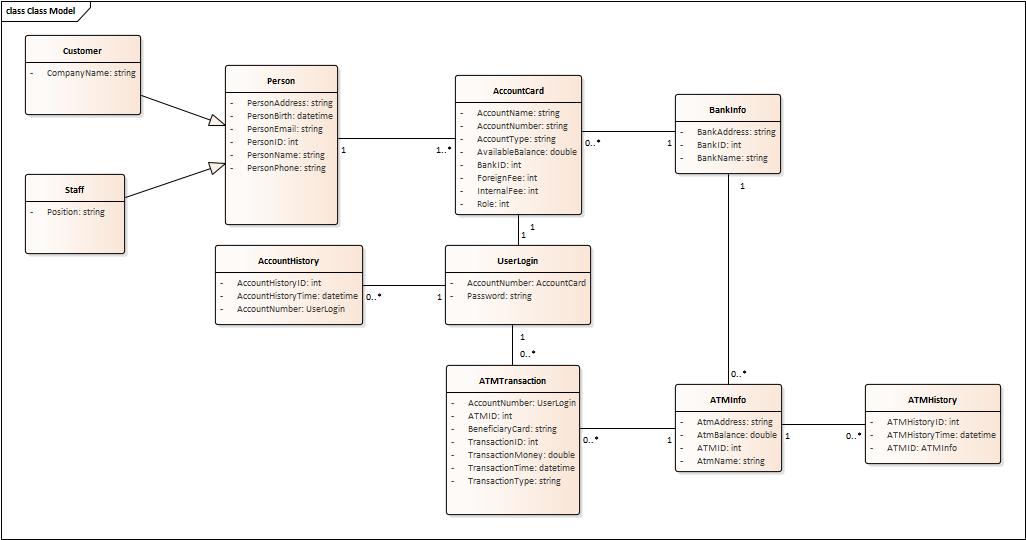 class Class Model
Customer
- CompanyName: string
Person
- PersonAddress: string
- PersonBirth: datetime
- PersonEmail: string
- PersonID: int
- PersonName: string
- PersonPhone: string
Staff
- Position: string
AccountCard
- AccountName: string
- AccountNumber: string
- AccountType: string
- AvailableBalance: double
- BankID: int
- ForeignFee: int
- InternalFee: int
- Role: int
BankInfo
- BankAddress: string
- BankID: int
- BankName: string
1
1..*
0..*
1
1
1
1
AccountHistory
- AccountHistoryID: int
- AccountHistoryTime: datetime
- AccountNumber: UserLogin
UserLogin
- AccountNumber: AccountCard
- Password: string
0..*
1
1
0..*
0..*
ATMTransaction
- AccountNumber: UserLogin
- ATMID: int
- BeneficiaryCard: string
- TransactionID: int
- TransactionMoney: double
- TransactionTime: datetime
- TransactionType: string
ATMInfo
- AtmAddress: string
- AtmBalance: double
- ATMID: int
- AtmName: string
ATMHistory
- ATMHistoryID: int
- ATMHistoryTime: datetime
- ATMID: ATMInfo
0..*
1
1
0..*